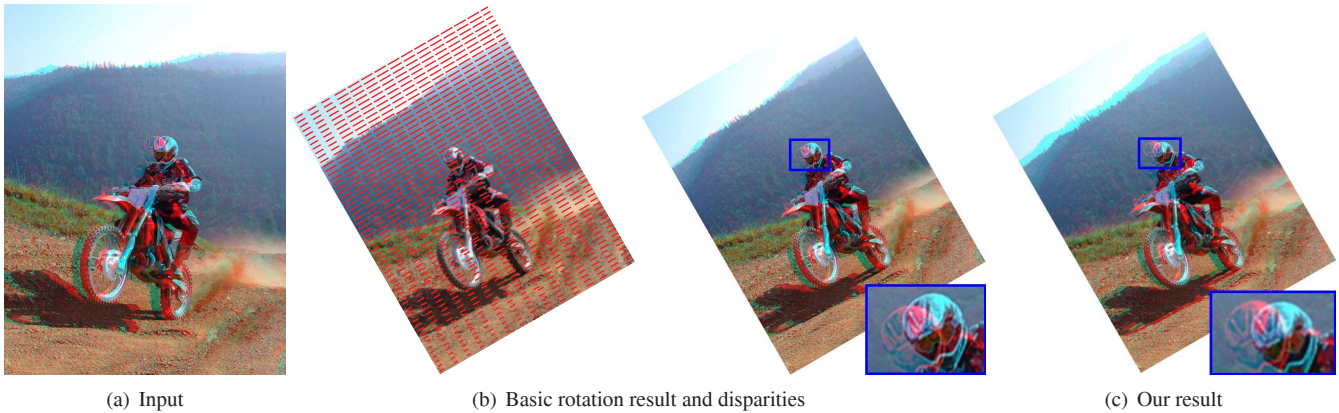 (a) Input
(b) Basic rotation result and disparities
(c) Our result